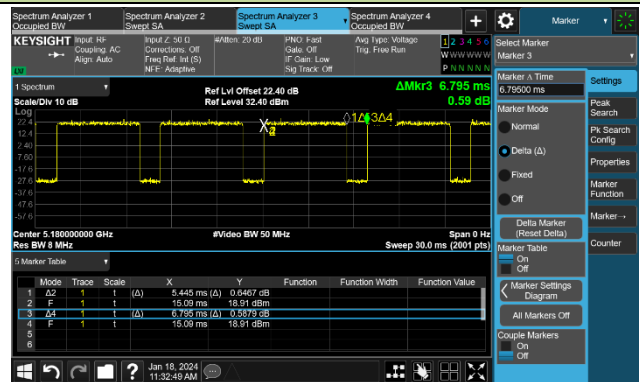 Spectrum Analyzer 1
Occupied BW
Spectrum Analyzer 2
Swept SA
Spectrum Analyzer 3
Swept SA
Spectrum Analyzer 4
Occupied BW
Marker
KEYSIGHT
Input: RF
Coupling: AC
Align: Auto
Input Z: 50 Ω
Corrections: Off
Freq Ref: Int (S)
NFE: Adaptive
#Atten: 20 dB
PNO: Fast
Gate: Off
IF Gain: Low
Sig Track: Off
Avg Type: Voltage
Trig: Free Run
1 2 3 4 5 6
W W W W W W
P N N N N N
LW
Select Marker
Marker 3
1 Spectrum
Scale/Div 10 dB
Ref Lvl Offset 22.40 dB
Ref Level 32.40 dBm
ΔMkr3 6.795 ms
0.59 dB
Log
22.4
12.4
2.40
-7.60
-17.6
-27.6
-37.6
-47.6
-57.6
1Δ2
3Δ4
Center 5.180000000 GHz
Res BW 8 MHz
#Video BW 50 MHz
Span 0 Hz
Sweep 30.0 ms (2001 pts)
5 Marker Table
Mode Trace Scale X Y Function Function Width Function Value
1 Δ2 1 t (Δ) 5.445 ms (Δ) 0.6467 dB
2 F 1 t 15.09 ms 18.91 dBm
3 Δ4 1 t (Δ) 6.795 ms (Δ) 0.5879 dB
4 F 1 t 15.09 ms 18.91 dBm
5
6
Marker Δ Time
6.79500 ms
Marker Mode
Normal
Delta (Δ)
Fixed
Off
Delta Marker
(Reset Delta)
Marker Table
On
Off
Marker Settings
Diagram
All Markers Off
Couple Markers
On
Off
Settings
Peak
Search
Pk Search
Config
Properties
Marker
Function
Marker→
Counter
?
Jan 18, 2024
11:32:49 AM